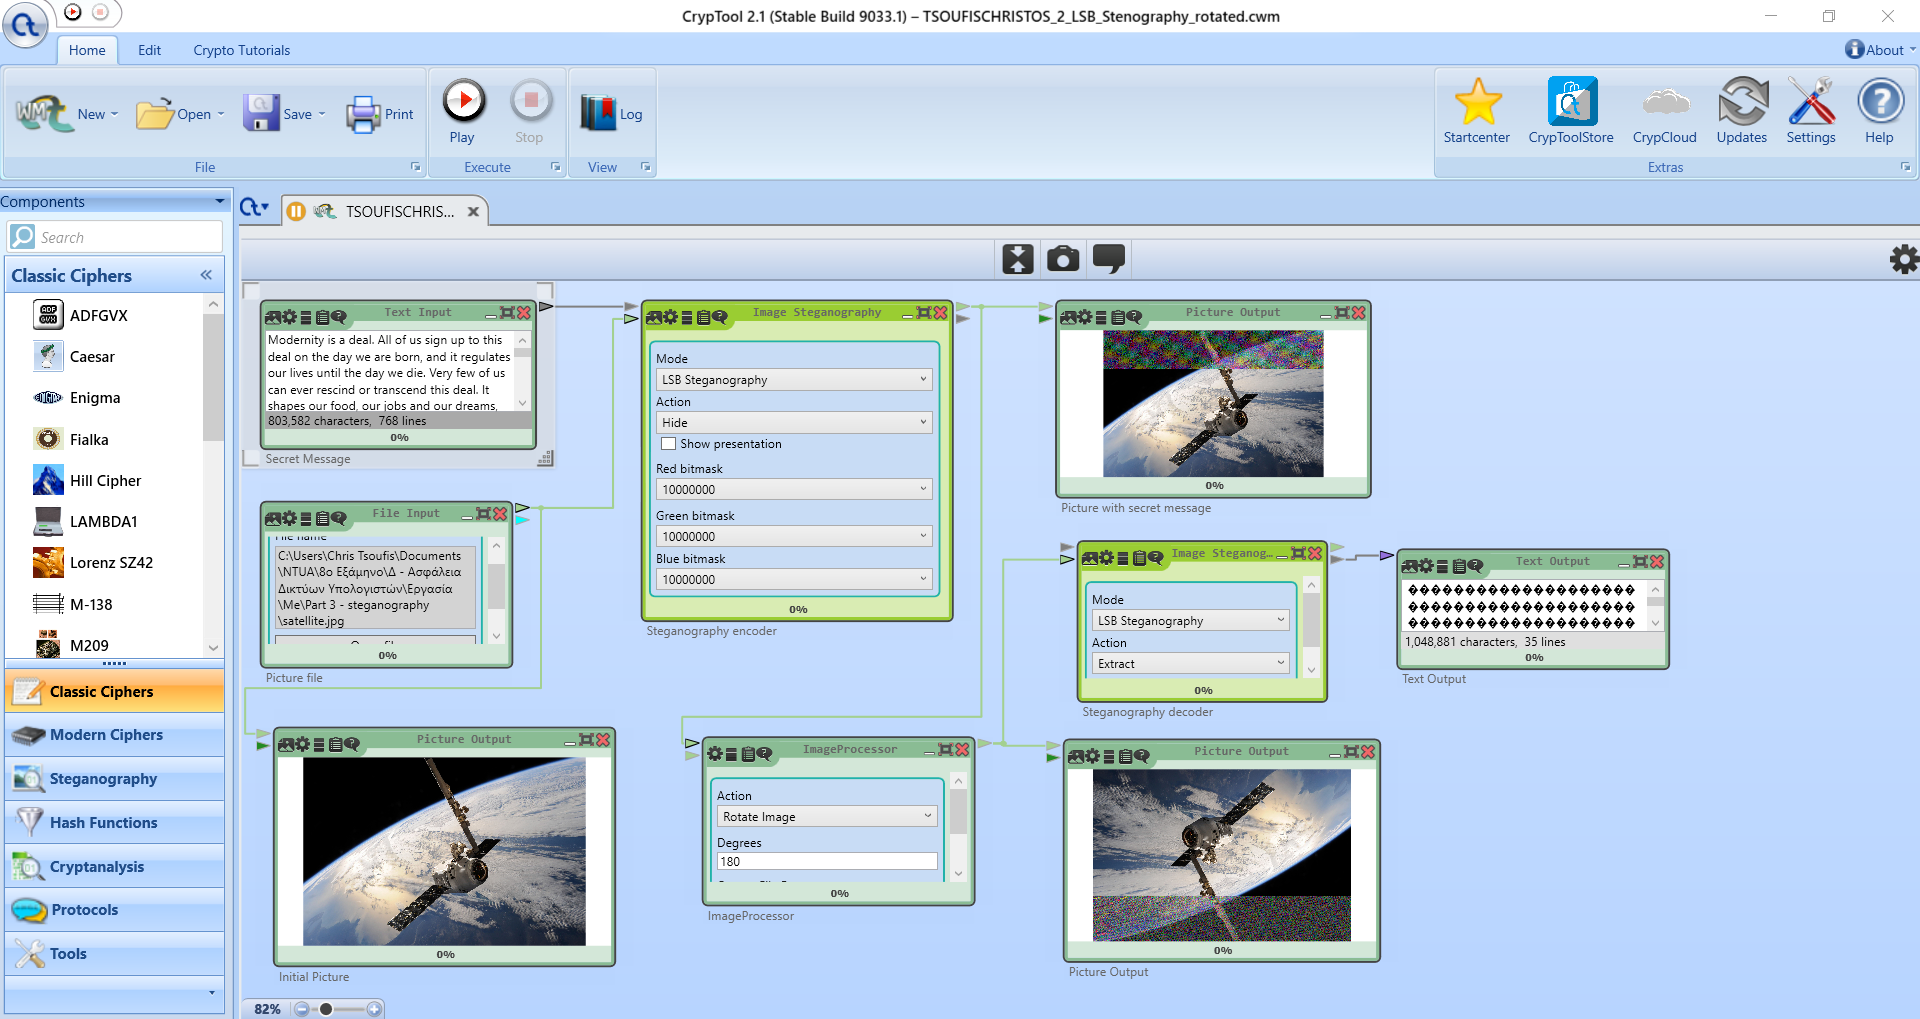 CrypTool 2.1 (Stable Build 9033.1) – TSOUFISCHRISTOS_2_LSB_Stenography_rotated.cwm
Home Edit Crypto Tutorials About
New Open Save Print
File
Play Stop
Execute
Log
View
Startcenter CrypToolStore CrypCloud Updates Settings Help
Extras
Components
Search
Classic Ciphers
ADFGVX
Caesar
Enigma
Fialka
Hill Cipher
LAMBDA1
Lorenz SZ42
M-138
M209
Classic Ciphers
Modern Ciphers
Steganography
Hash Functions
Cryptanalysis
Protocols
Tools
TSOUFISCHRIS...
Text Input
Modernity is a deal. All of us sign up to this
deal on the day we are born, and it regulates
our lives until the day we die. Very few of us
can ever rescind or transcend this deal. It
shapes our food, our jobs and our dreams,
803,582 characters, 768 lines
0%
Secret Message
File Input
File name
C:\Users\Chris Tsoufis\Documents
\NTUA\8ο Εξάμηνο\Δ - Ασφάλεια
Δικτύων Υπολογιστών\Εργασία
\Me\Part 3 - steganography
\satellite.jpg
0%
Picture file
Picture Output
0%
Initial Picture
82%
Image Steganography
Mode
LSB Steganography
Action
Hide
Show presentation
Red bitmask
10000000
Green bitmask
10000000
Blue bitmask
10000000
0%
Steganography encoder
Picture Output
0%
Picture with secret message
Image Steganog...
Mode
LSB Steganography
Action
Extract
0%
Steganography decoder
Text Output
1,048,881 characters, 35 lines
0%
Text Output
ImageProcessor
Action
Rotate Image
Degrees
180
0%
ImageProcessor
Picture Output
0%
Picture Output